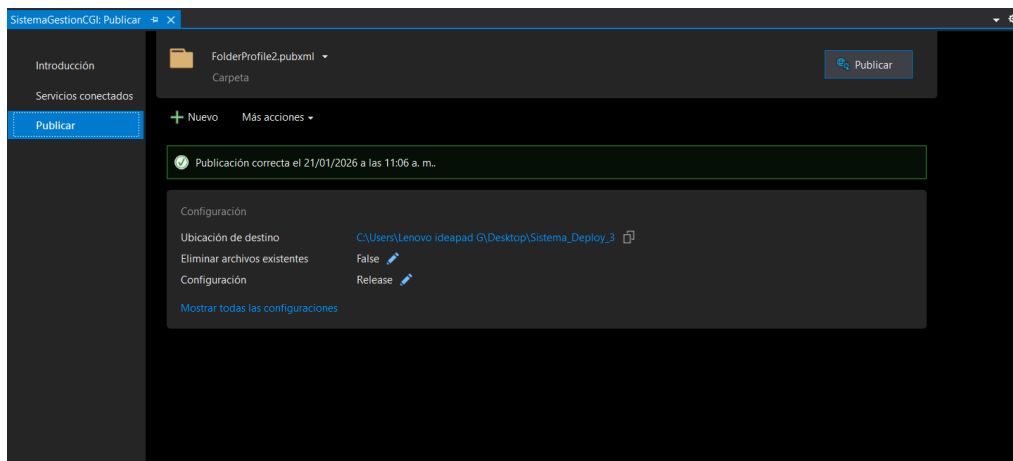 SistemaGestionCGI: Publicar
Introducción
Servicios conectados
Publicar
FolderProfile2.pubxml
Carpeta
Publicar
Nuevo
Más acciones
Publicación correcta el 21/01/2026 a las 11:06 a. m..
Configuración
Ubicación de destino C:\Users\Lenovo ideapad G\Desktop\Sistema_Deploy_3
Eliminar archivos existentes False
Configuración Release
Mostrar todas las configuraciones